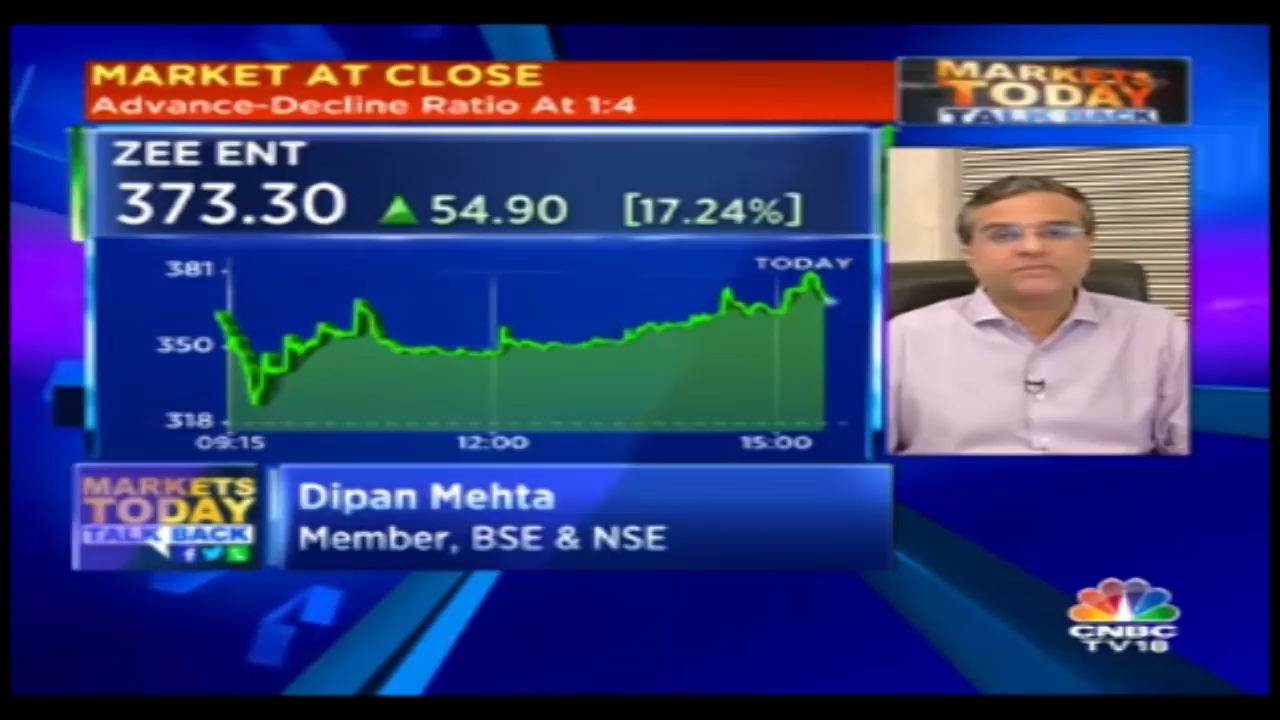 MARKET AT CLOSE
Advance-Decline Ratio At 1:4
MARKETS
TODAY
TALK BACK
ZEE ENT
373.30 ▲ 54.90 [17.24%]
TODAY
381
350
318
09:15 12:00 15:00
MARKETS
TODAY
TALK BACK
Dipan Mehta
Member, BSE & NSE
CNBC
TV18